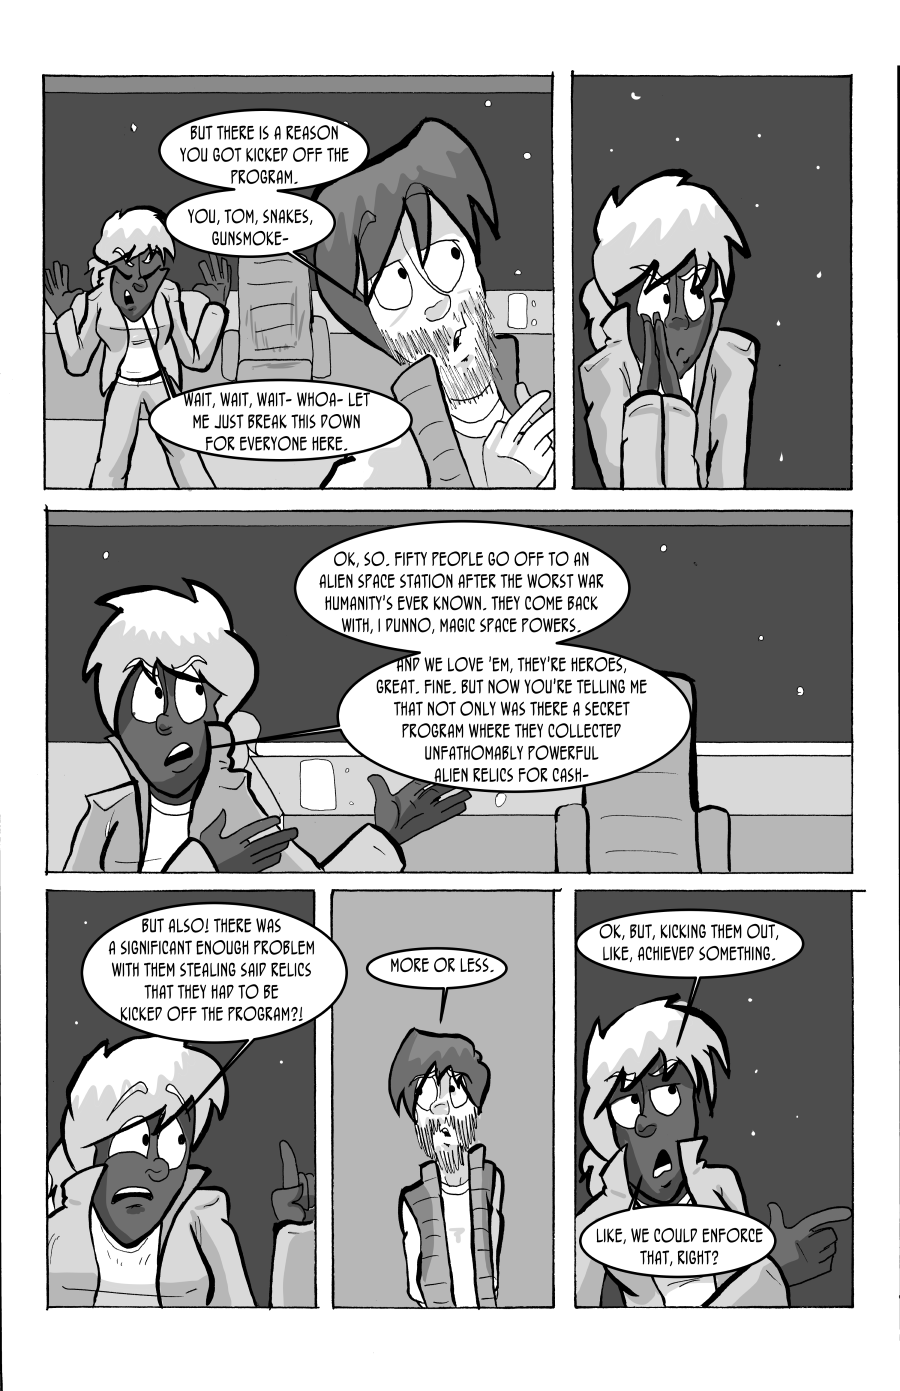 BUT THERE IS A REASON
YOU GOT KICKED OFF THE
PROGRAM.
YOU, TOM, SNAKES,
GUNSMOKE-
WAIT, WAIT, WAIT- WHOA- LET
ME JUST BREAK THIS DOWN
FOR EVERYONE HERE.
OK, SO. FIFTY PEOPLE GO OFF TO AN
ALIEN SPACE STATION AFTER THE WORST WAR
HUMANITY'S EVER KNOWN. THEY COME BACK
WITH, I DUNNO, MAGIC SPACE POWERS.
AND WE LOVE 'EM, THEY'RE HEROES,
GREAT. FINE. BUT NOW YOU'RE TELLING ME
THAT NOT ONLY WAS THERE A SECRET
PROGRAM WHERE THEY COLLECTED
UNFATHOMABLY POWERFUL
ALIEN RELICS FOR CASH-
BUT ALSO! THERE WAS
A SIGNIFICANT ENOUGH PROBLEM
WITH THEM STEALING SAID RELICS
THAT THEY HAD TO BE
KICKED OFF THE PROGRAM?!
MORE OR LESS.
OK, BUT, KICKING THEM OUT,
LIKE, ACHIEVED SOMETHING.
LIKE, WE COULD ENFORCE
THAT, RIGHT?